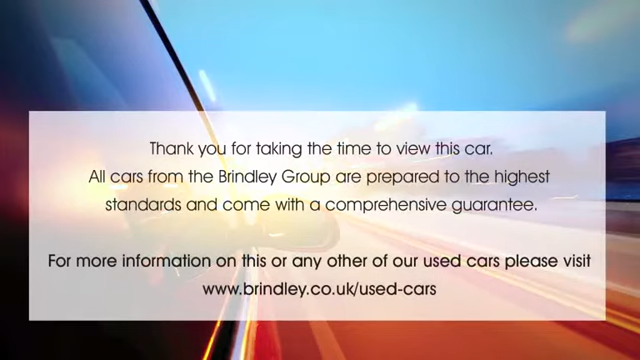 Thank you for taking the time to view this car.
All cars from the Brindley Group are prepared to the highest
standards and come with a comprehensive guarantee.
For more information on this or any other of our used cars please visit
www.brindley.co.uk/used-cars